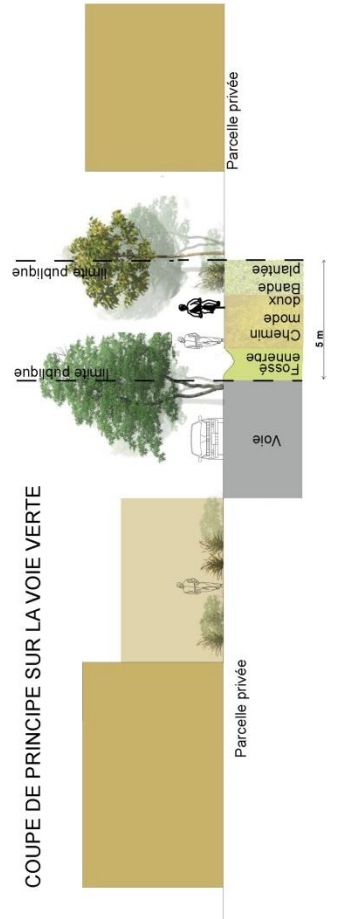 COUPE DE PRINCIPE SUR LA VOIE VERTE
limite publique
limite publique
Parcelle privée
Voie
Fossé
enherbé
Chemin
mode
doux
Bande
plantée
Parcelle privée
5 m